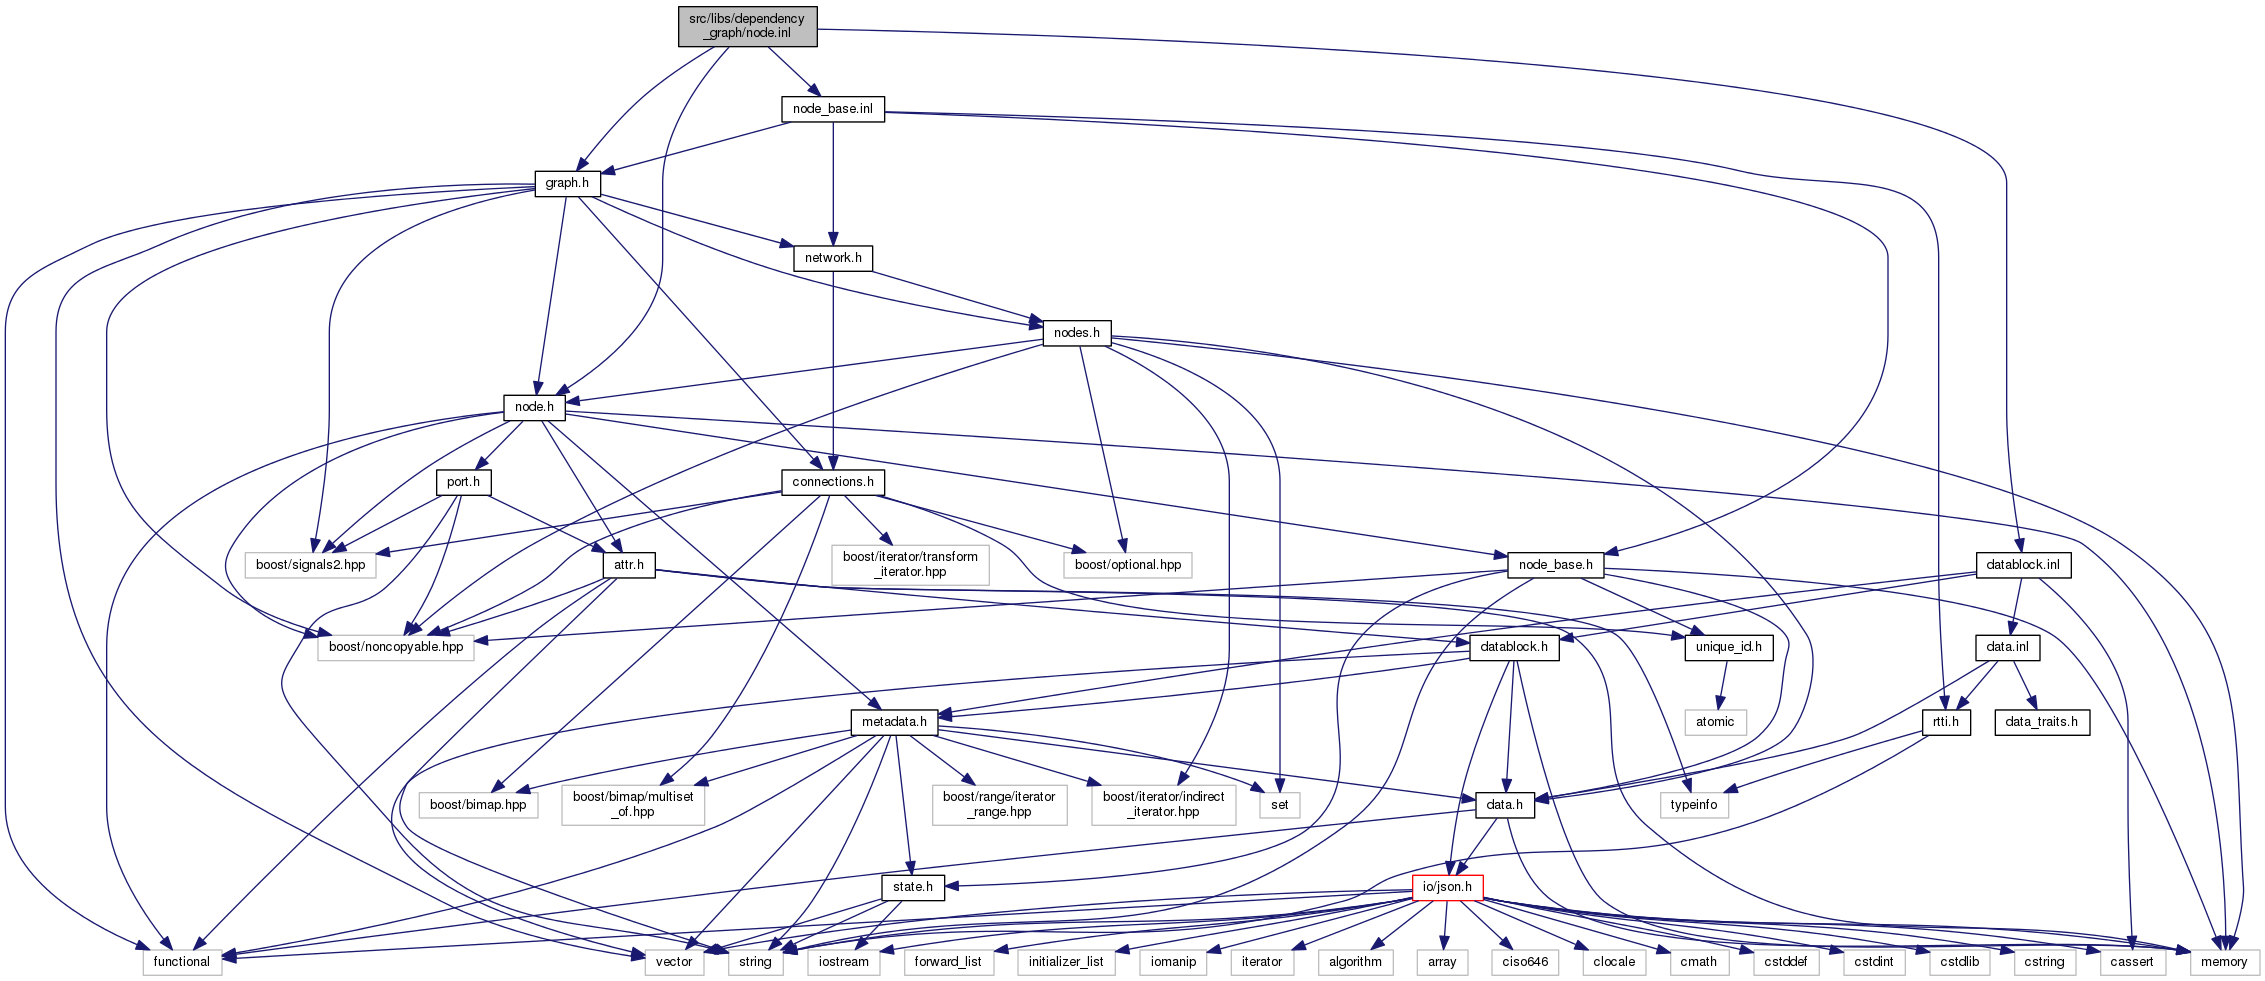 src/libs/dependency
_graph/node.inl
node_base.inl
graph.h
network.h
nodes.h
node.h
port.h
connections.h
boost/signals2.hpp
attr.h
boost/iterator/transform
_iterator.hpp
boost/optional.hpp
node_base.h
datablock.inl
boost/noncopyable.hpp
datablock.h
unique_id.h
data.inl
metadata.h
atomic
rtti.h
data_traits.h
boost/bimap.hpp
boost/bimap/multiset
_of.hpp
boost/range/iterator
_range.hpp
boost/iterator/indirect
_iterator.hpp
set
data.h
typeinfo
state.h
io/json.h
functional
vector
string
iostream
forward_list
initializer_list
iomanip
iterator
algorithm
array
ciso646
clocale
cmath
cstddef
cstdint
cstdlib
cstring
cassert
memory